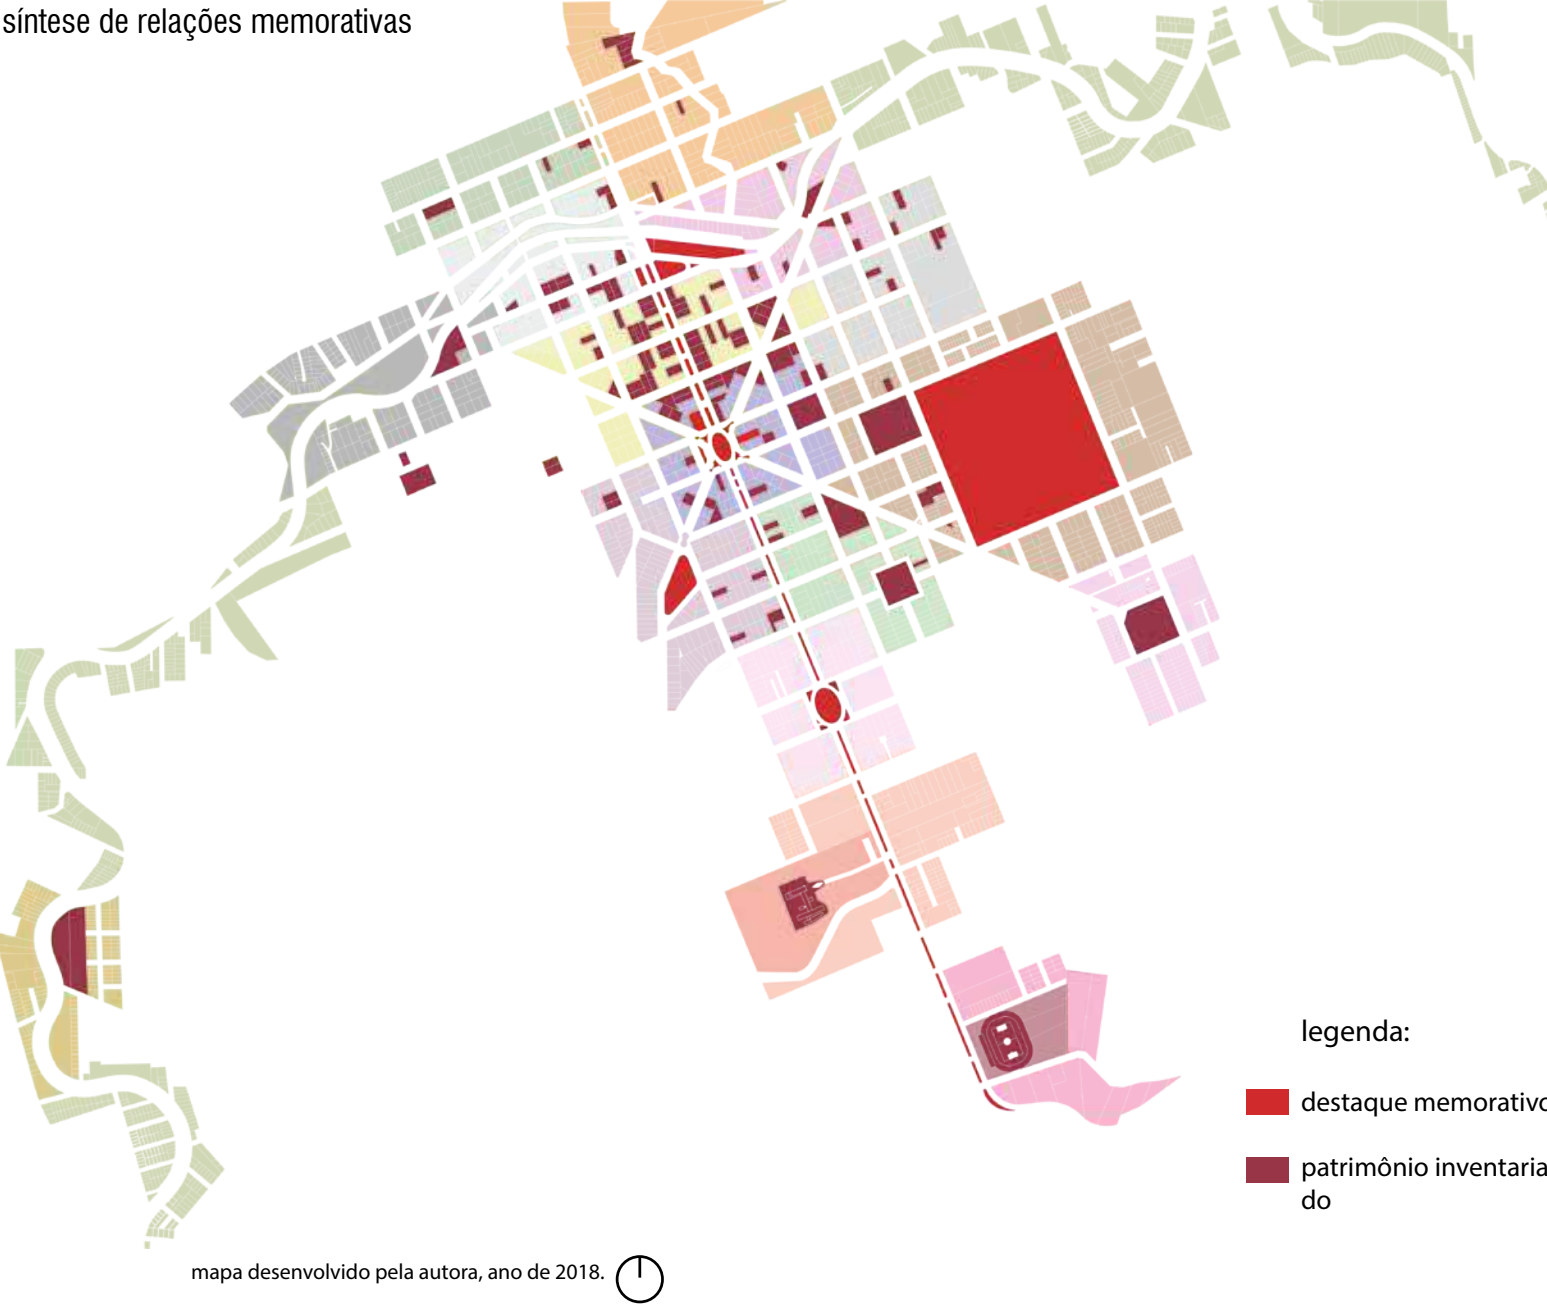 síntese de relações memorativas
legenda:
destaque memorativo
patrimônio inventaria
do
mapa desenvolvido pela autora, ano de 2018.